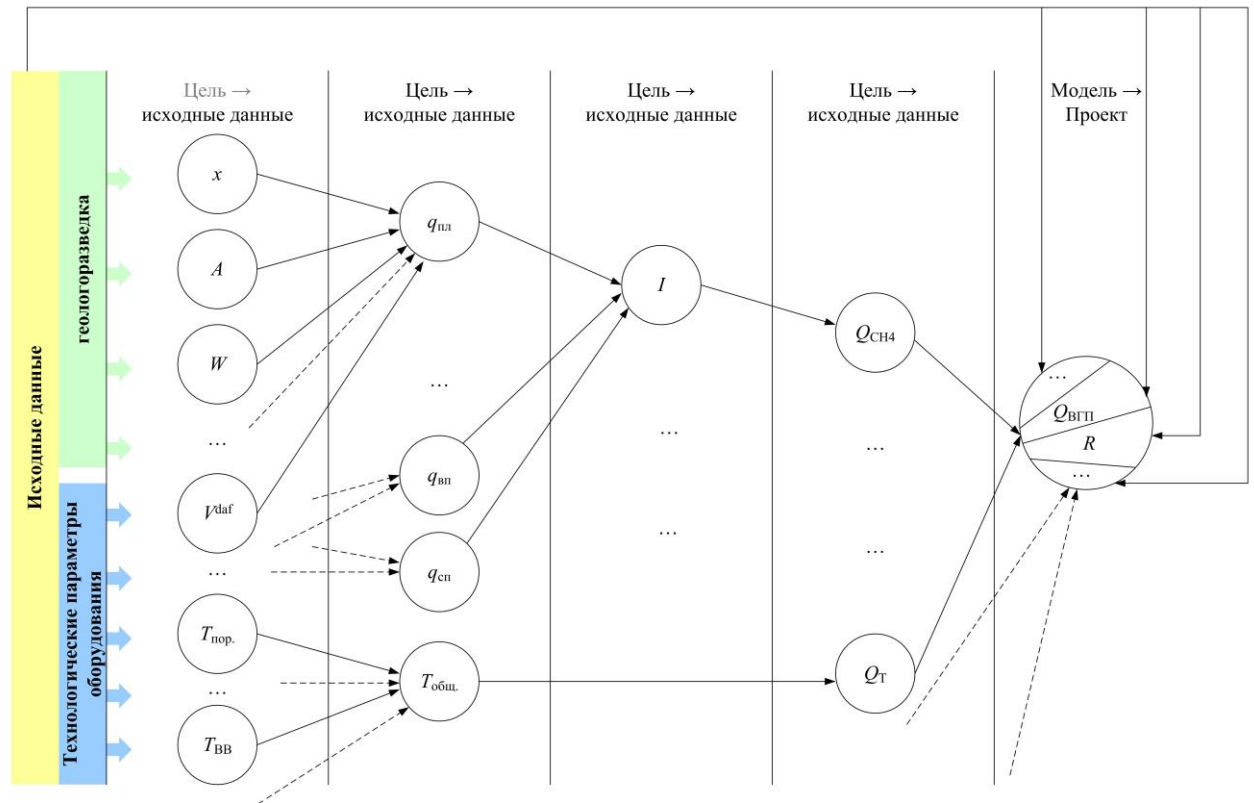 Исходные данные
геологоразведка
Технологические параметры
оборудования
Цель →
исходные данные
x
A
W
…
Vdaf
…
Tпор.
…
TВВ
Цель →
исходные данные
qпл
…
qвп
qсп
Tобщ.
Цель →
исходные данные
I
…
…
Цель →
исходные данные
QCH4
…
…
QТ
Модель →
Проект
…
QВГП
R
…